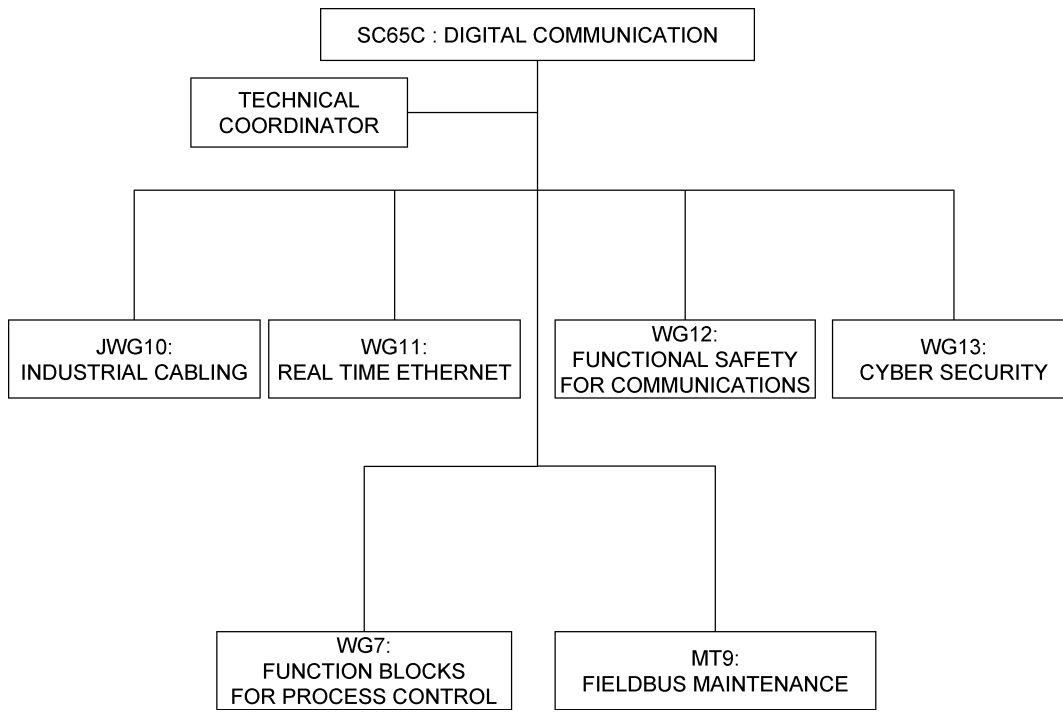 SC65C : DIGITAL COMMUNICATION
TECHNICAL
COORDINATOR
JWG10:
INDUSTRIAL CABLING
WG11:
REAL TIME ETHERNET
WG12:
FUNCTIONAL SAFETY
FOR COMMUNICATIONS
WG13:
CYBER SECURITY
WG7:
FUNCTION BLOCKS
FOR PROCESS CONTROL
MT9:
FIELDBUS MAINTENANCE